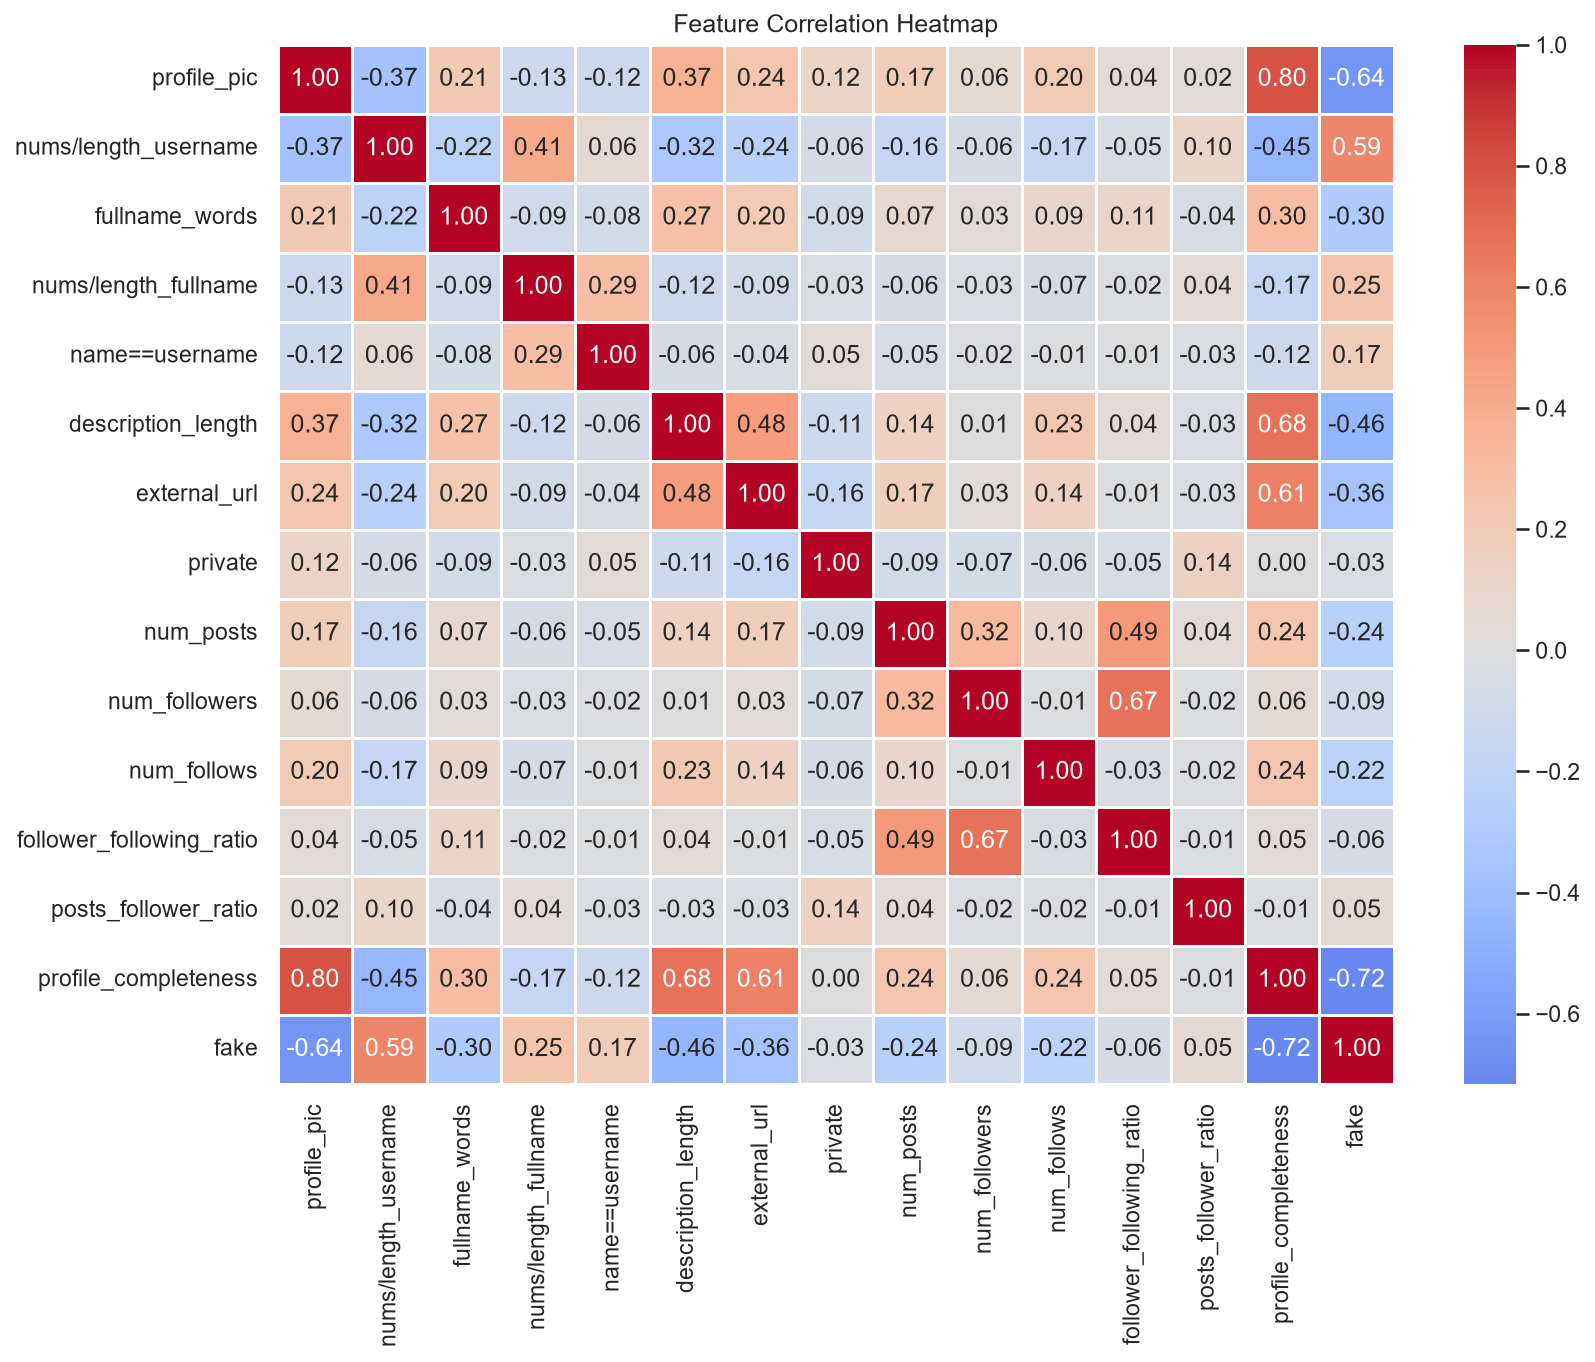 Feature Correlation Heatmap
profile_pic 1.00 -0.37 0.21 -0.13 -0.12 0.37 0.24 0.12 0.17 0.06 0.20 0.04 0.02 0.80 -0.64
nums/length_username -0.37 1.00 -0.22 0.41 0.06 -0.32 -0.24 -0.06 -0.16 -0.06 -0.17 -0.05 0.10 -0.45 0.59
fullname_words 0.21 -0.22 1.00 -0.09 -0.08 0.27 0.20 -0.09 0.07 0.03 0.09 0.11 -0.04 0.30 -0.30
nums/length_fullname -0.13 0.41 -0.09 1.00 0.29 -0.12 -0.09 -0.03 -0.06 -0.03 -0.07 -0.02 0.04 -0.17 0.25
name==username -0.12 0.06 -0.08 0.29 1.00 -0.06 -0.04 0.05 -0.05 -0.02 -0.01 -0.01 -0.03 -0.12 0.17
description_length 0.37 -0.32 0.27 -0.12 -0.06 1.00 0.48 -0.11 0.14 0.01 0.23 0.04 -0.03 0.68 -0.46
external_url 0.24 -0.24 0.20 -0.09 -0.04 0.48 1.00 -0.16 0.17 0.03 0.14 -0.01 -0.03 0.61 -0.36
private 0.12 -0.06 -0.09 -0.03 0.05 -0.11 -0.16 1.00 -0.09 -0.07 -0.06 -0.05 0.14 0.00 -0.03
num_posts 0.17 -0.16 0.07 -0.06 -0.05 0.14 0.17 -0.09 1.00 0.32 0.10 0.49 0.04 0.24 -0.24
num_followers 0.06 -0.06 0.03 -0.03 -0.02 0.01 0.03 -0.07 0.32 1.00 -0.01 0.67 -0.02 0.06 -0.09
num_follows 0.20 -0.17 0.09 -0.07 -0.01 0.23 0.14 -0.06 0.10 -0.01 1.00 -0.03 -0.02 0.24 -0.22
follower_following_ratio 0.04 -0.05 0.11 -0.02 -0.01 0.04 -0.01 -0.05 0.49 0.67 -0.03 1.00 -0.01 0.05 -0.06
posts_follower_ratio 0.02 0.10 -0.04 0.04 -0.03 -0.03 -0.03 0.14 0.04 -0.02 -0.02 -0.01 1.00 -0.01 0.05
profile_completeness 0.80 -0.45 0.30 -0.17 -0.12 0.68 0.61 0.00 0.24 0.06 0.24 0.05 -0.01 1.00 -0.72
fake -0.64 0.59 -0.30 0.25 0.17 -0.46 -0.36 -0.03 -0.24 -0.09 -0.22 -0.06 0.05 -0.72 1.00
profile_pic
nums/length_username
fullname_words
nums/length_fullname
name==username
description_length
external_url
private
num_posts
num_followers
num_follows
follower_following_ratio
posts_follower_ratio
profile_completeness
fake
1.0
0.8
0.6
0.4
0.2
0.0
−0.2
−0.4
−0.6